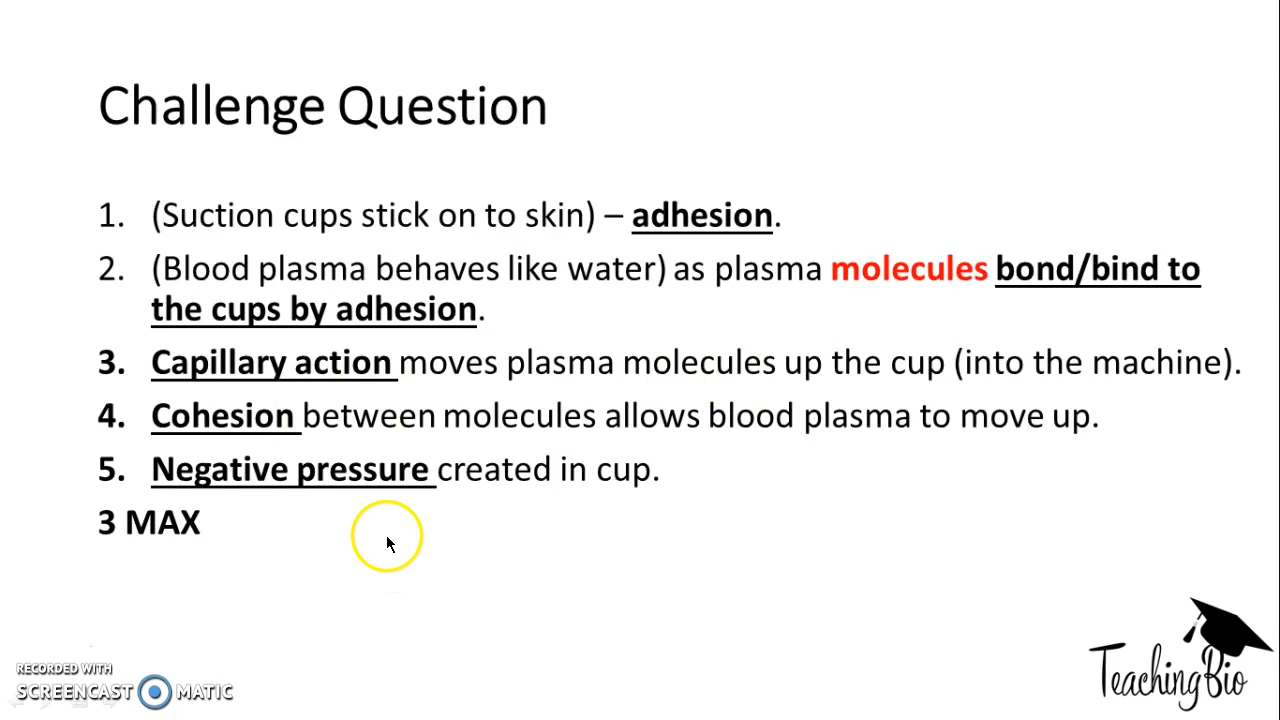 Challenge Question
1. (Suction cups stick on to skin) – adhesion.
2. (Blood plasma behaves like water) as plasma molecules bond/bind to
the cups by adhesion.
3. Capillary action moves plasma molecules up the cup (into the machine).
4. Cohesion between molecules allows blood plasma to move up.
5. Negative pressure created in cup.
3 MAX
RECORDED WITH
SCREENCAST MATIC
TeachingBio